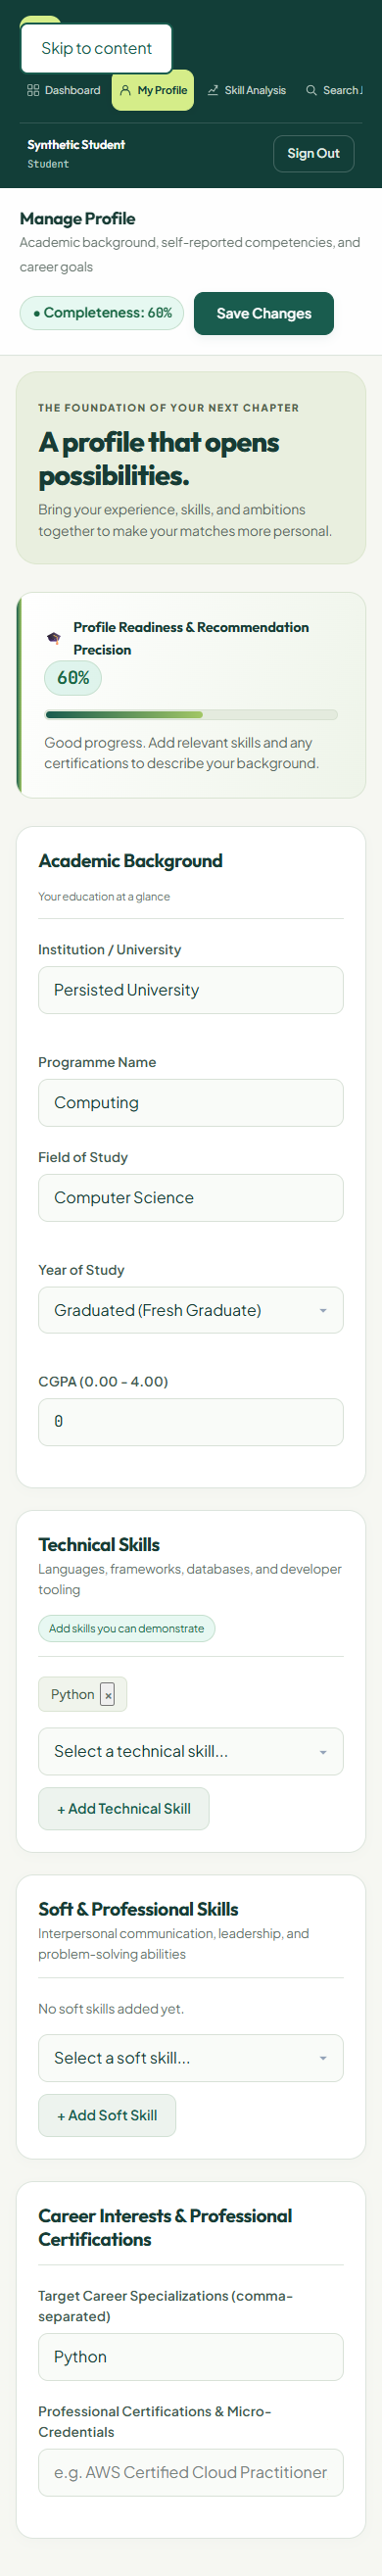 Skip to content
Dashboard
My Profile
Skill Analysis
Search
Synthetic Student
Student
Sign Out
Manage Profile
Academic background, self-reported competencies, and
career goals
● Completeness: 60%
Save Changes
THE FOUNDATION OF YOUR NEXT CHAPTER
A profile that opens
possibilities.
Bring your experience, skills, and ambitions
together to make your matches more personal.
Profile Readiness & Recommendation
Precision
60%
Good progress. Add relevant skills and any
certifications to describe your background.
Academic Background
Your education at a glance
Institution / University
Persisted University
Programme Name
Computing
Field of Study
Computer Science
Year of Study
Graduated (Fresh Graduate)
CGPA (0.00 - 4.00)
0
Technical Skills
Languages, frameworks, databases, and developer
tooling
Add skills you can demonstrate
Python ×
Select a technical skill...
+ Add Technical Skill
Soft & Professional Skills
Interpersonal communication, leadership, and
problem-solving abilities
No soft skills added yet.
Select a soft skill...
+ Add Soft Skill
Career Interests & Professional
Certifications
Target Career Specializations (comma-
separated)
Python
Professional Certifications & Micro-
Credentials
e.g. AWS Certified Cloud Practitioner